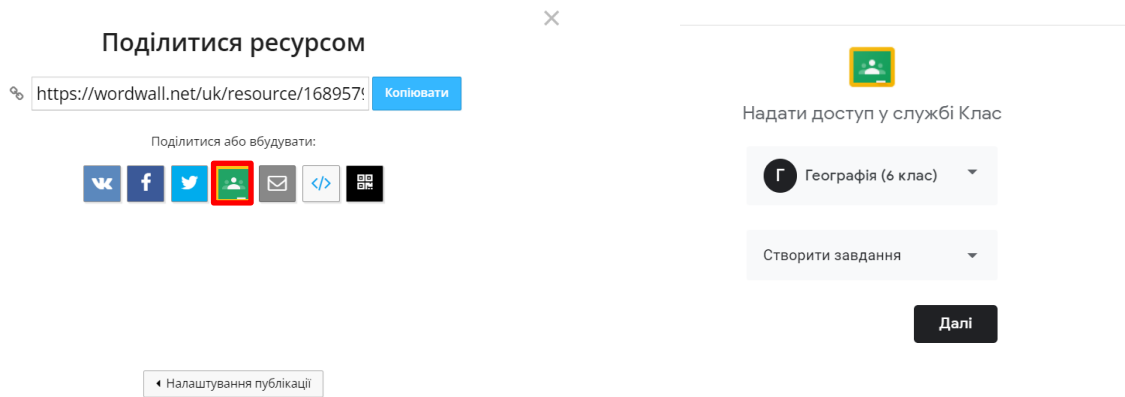 Поділитися ресурсом
https://wordwall.net/uk/resource/1689579
Копіювати
Поділитися або вбудувати:
Налаштування публікації
Надати доступ у службі Клас
Г Географія (6 клас)
Створити завдання
Далі